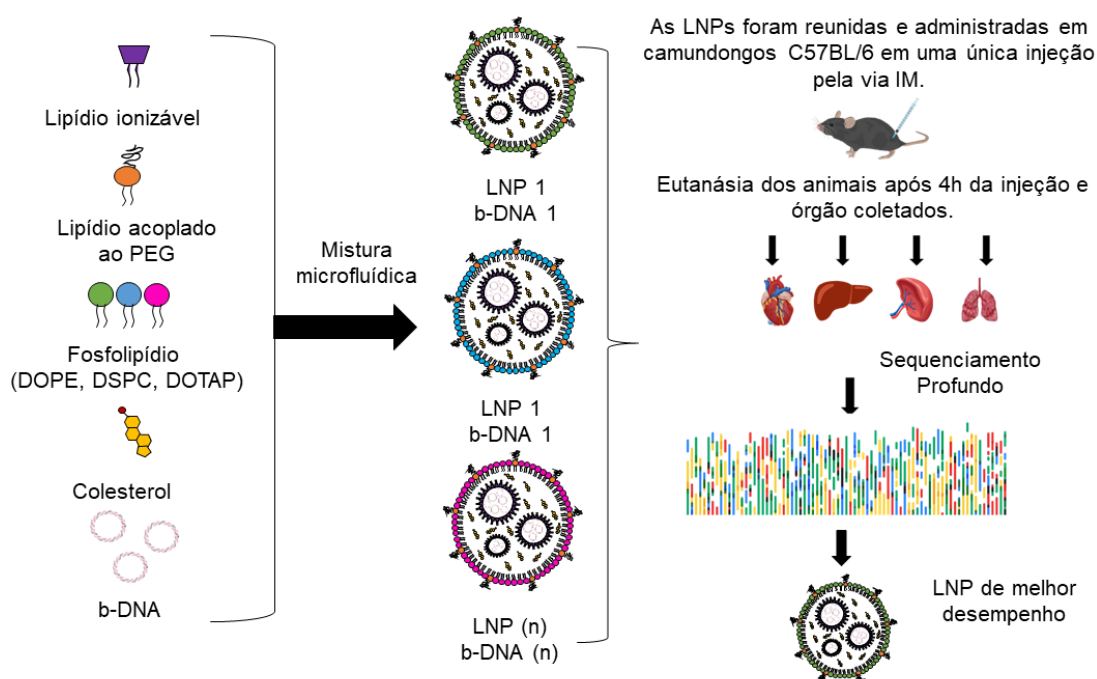 Lipídio ionizável
Lipídio acoplado
ao PEG
Fosfolipídio
(DOPE, DSPC, DOTAP)
Colesterol
b-DNA
Mistura
microfluídica
LNP 1
b-DNA 1
LNP 1
b-DNA 1
LNP (n)
b-DNA (n)
As LNPs foram reunidas e administradas em
camundongos C57BL/6 em uma única injeção
pela via IM.
Eutanásia dos animais após 4h da injeção e
órgão coletados.
Sequenciamento
Profundo
LNP de melhor
desempenho